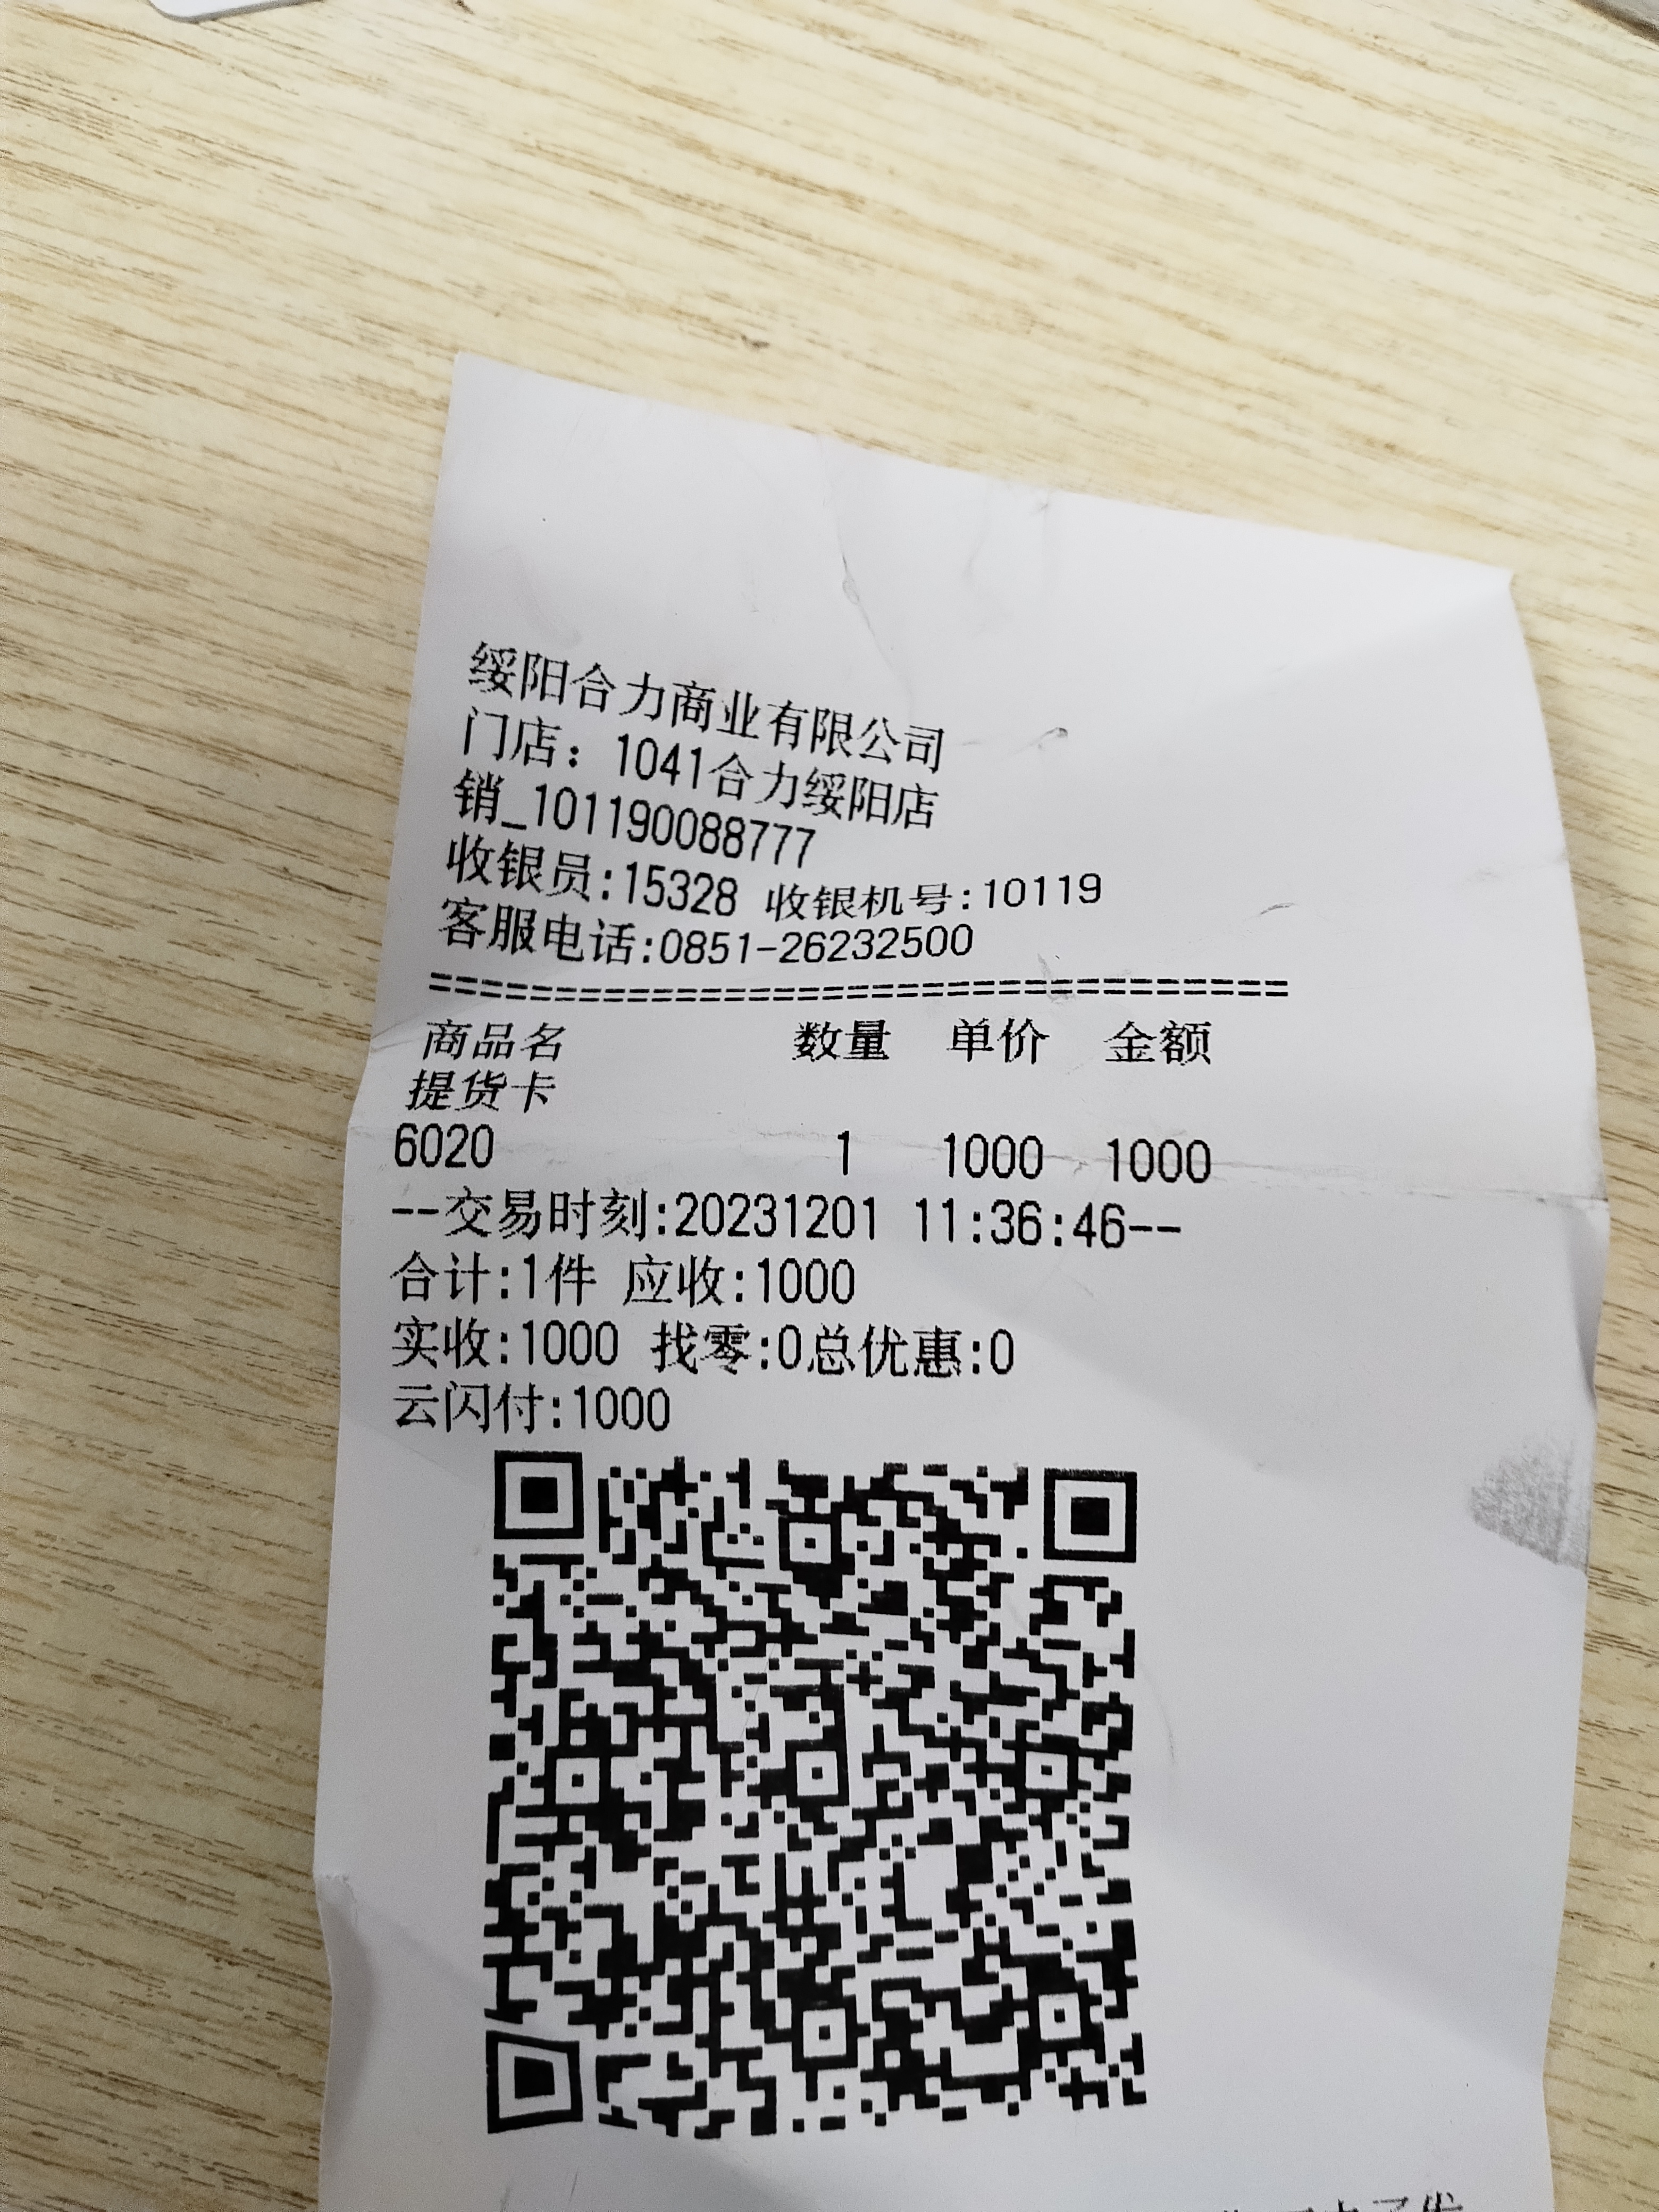 绥阳合力商业有限公司
门店：1041合力绥阳店
销_101190088777
收银员:15328 收银机号:10119
客服电话:0851-26232500
==================================
商品名 数量 单价 金额
提货卡
6020 1 1000 1000
--交易时刻:20231201 11:36:46--
合计:1件 应收:1000
实收:1000 找零:0总优惠:0
云闪付:1000